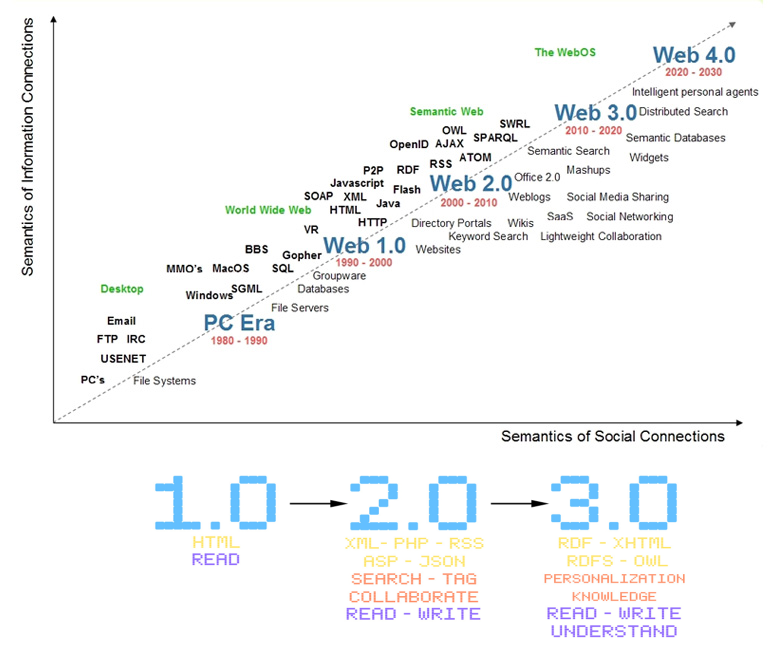 Semantics of Information Connections
The WebOS
Web 4.0
2020 - 2030
Intelligent personal agents
Semantic Web
Web 3.0
Distributed Search
2010 - 2020
SWRL
OWL
SPARQL
Semantic Databases
OpenID
AJAX
Semantic Search
Widgets
ATOM
RSS
P2P
RDF
Mashups
Office 2.0
Javascript
Flash
Web 2.0
2000 - 2010
SOAP
XML
Java
Weblogs
Social Media Sharing
World Wide Web
HTML
HTTP
SaaS
Social Networking
Directory Portals
Wikis
VR
Keyword Search
Lightweight Collaboration
Web 1.0
1990 - 2000
Websites
BBS
Gopher
MMO's
MacOS
SQL
Groupware
Desktop
SGML
Databases
Windows
File Servers
Email
PC Era
1980 - 1990
FTP
IRC
USENET
PC's
File Systems
Semantics of Social Connections
1.0
HTML
READ
2.0
XML- PHP - RSS
ASP - JSON
SEARCH - TAG
COLLABORATE
READ - WRITE
3.0
RDF - XHTML
RDFS - OWL
PERSONALIZATION
KNOWLEDGE
READ - WRITE
UNDERSTAND